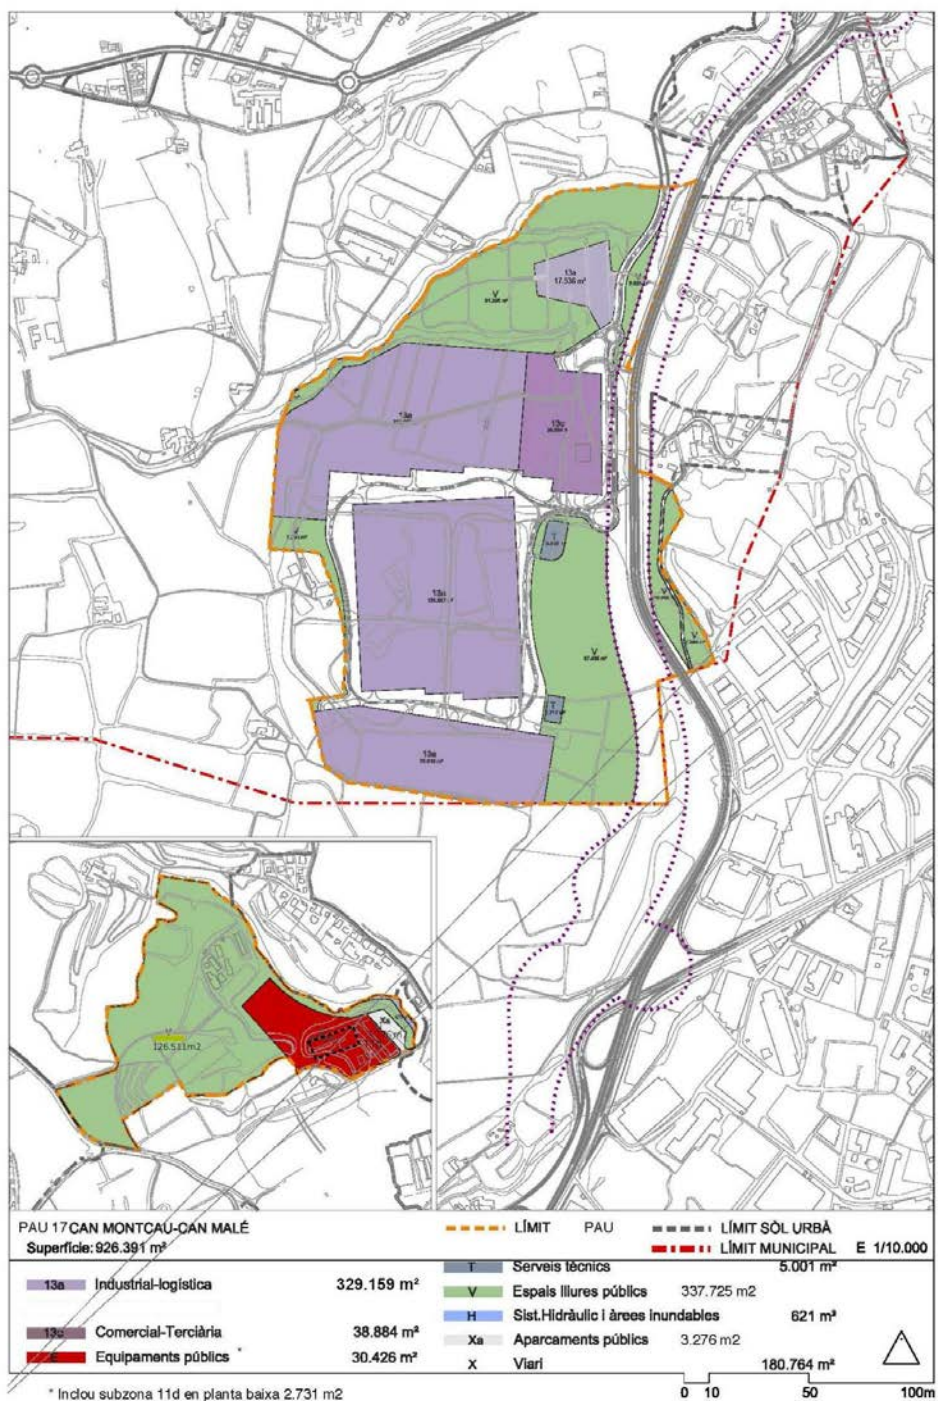 13a
17.536 m²
V
V
13a
13c
V
T
13a
V
V
V
T
13a
V
126.511m2
Xa
PAU 17 CAN MONTCAU-CAN MALÉ
Superfície: 926.391 m²
LÍMIT PAU
LÍMIT SÒL URBÀ
LÍMIT MUNICIPAL E 1/10.000
13a Industrial-logística 329.159 m²
13c Comercial-Terciària 38.884 m²
E Equipaments públics * 30.426 m²
T Serveis tècnics 5.001 m²
V Espais lliures públics 337.725 m2
H Sist.Hidràulic i àrees inundables 621 m²
Xa Aparcaments públics 3.276 m2
X Viari 180.764 m²
* Inclou subzona 11d en planta baixa 2.731 m2
0 10 50 100m